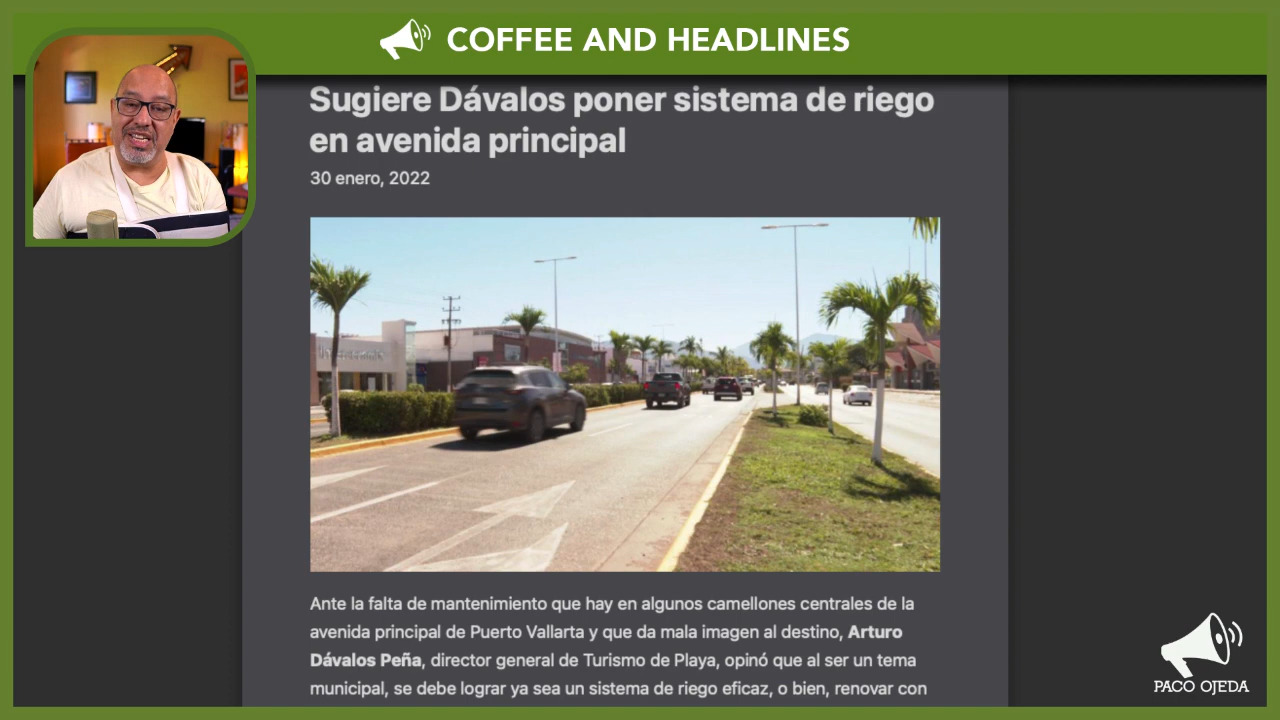 COFFEE AND HEADLINES
Sugiere Dávalos poner sistema de riego
en avenida principal
30 enero, 2022
Ante la falta de mantenimiento que hay en algunos camellones centrales de la
avenida principal de Puerto Vallarta y que da mala imagen al destino, Arturo
Dávalos Peña, director general de Turismo de Playa, opinó que al ser un tema
municipal, se debe lograr ya sea un sistema de riego eficaz, o bien, renovar con
PACO OJEDA